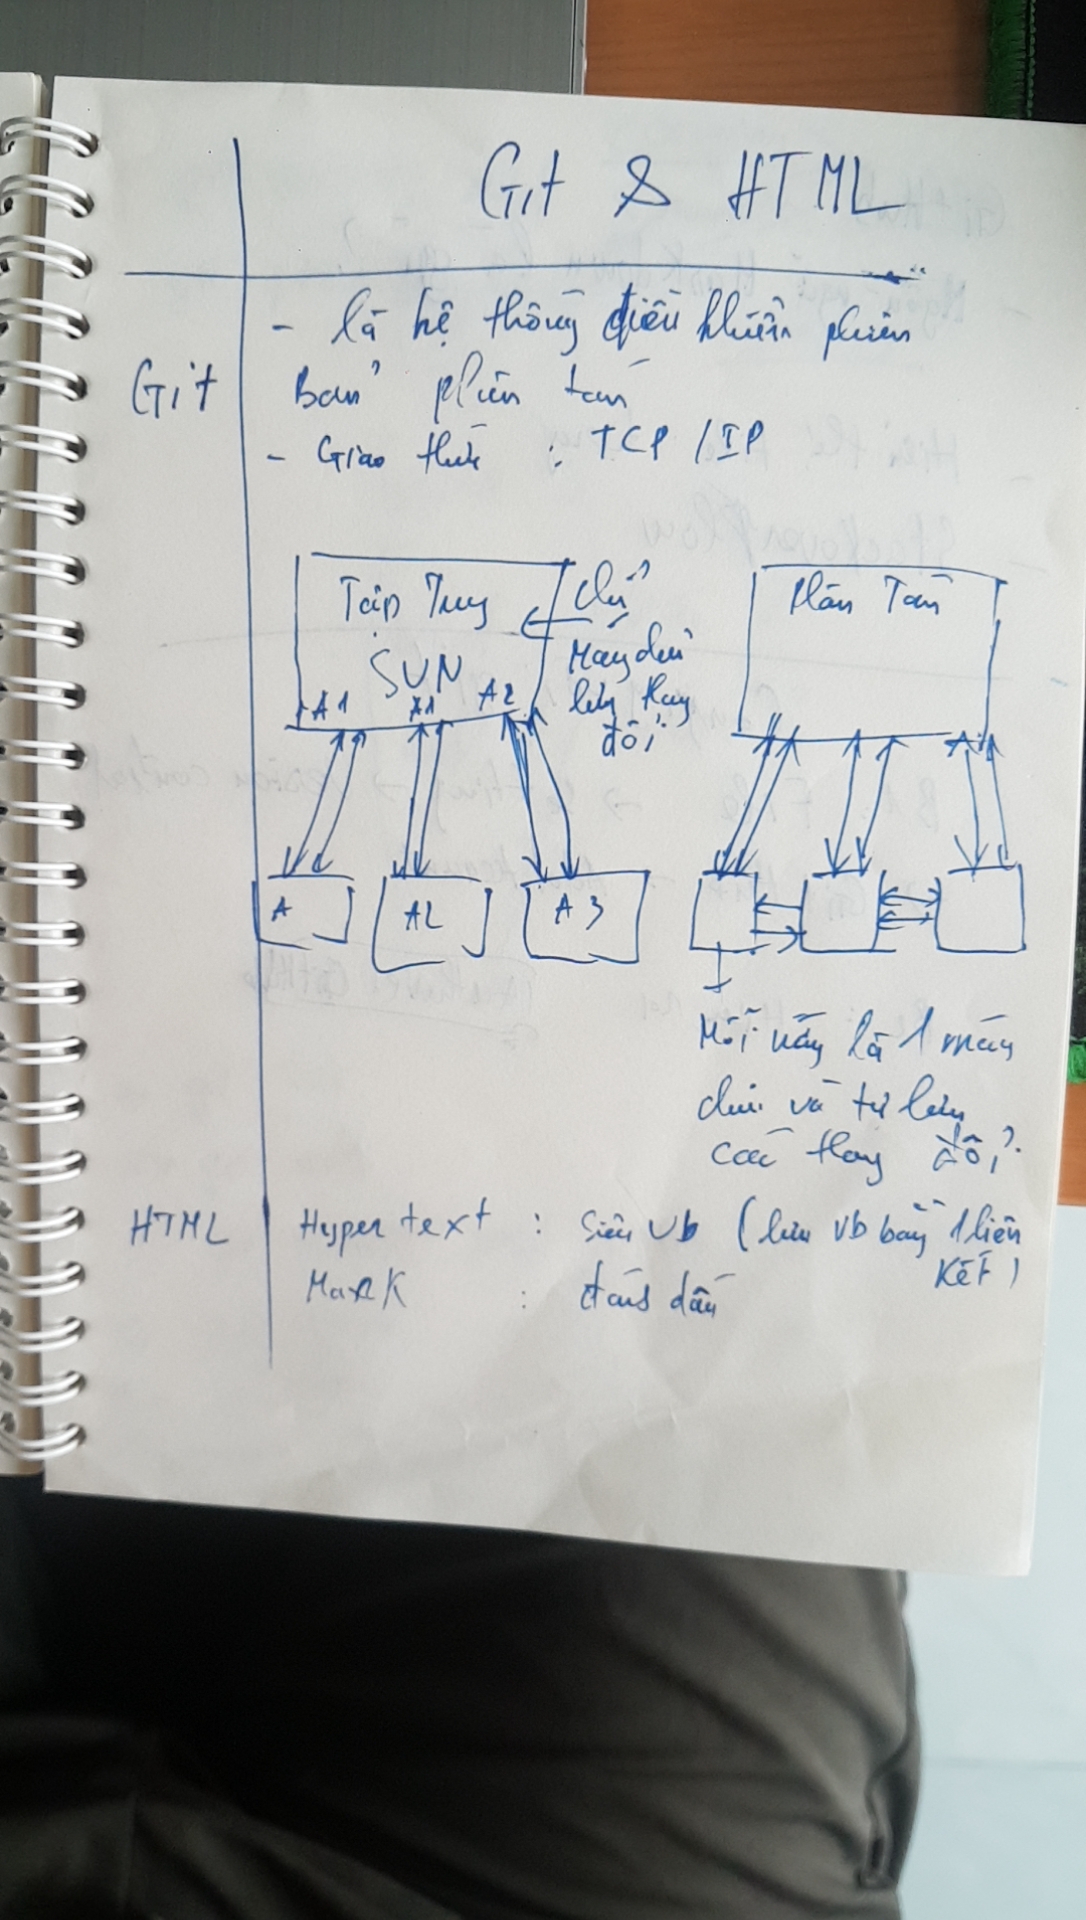 Git & HTML
- là hệ thống điều khiển phiên
Git
Bản phân tán
- Giao thức : TCP / IP
Tập Trung
SVN
A1 A1 A2
Chỉ
máy chủ
lưu thay
đổi
Phân Tán
A
A2
A3
Mỗi máy là 1 máy
chủ và tự lưu
các thay đổi
HTML
Hyper text : Siêu Vb (lưu Vb bằng 1 liên
kết)
Mark : đánh dấu